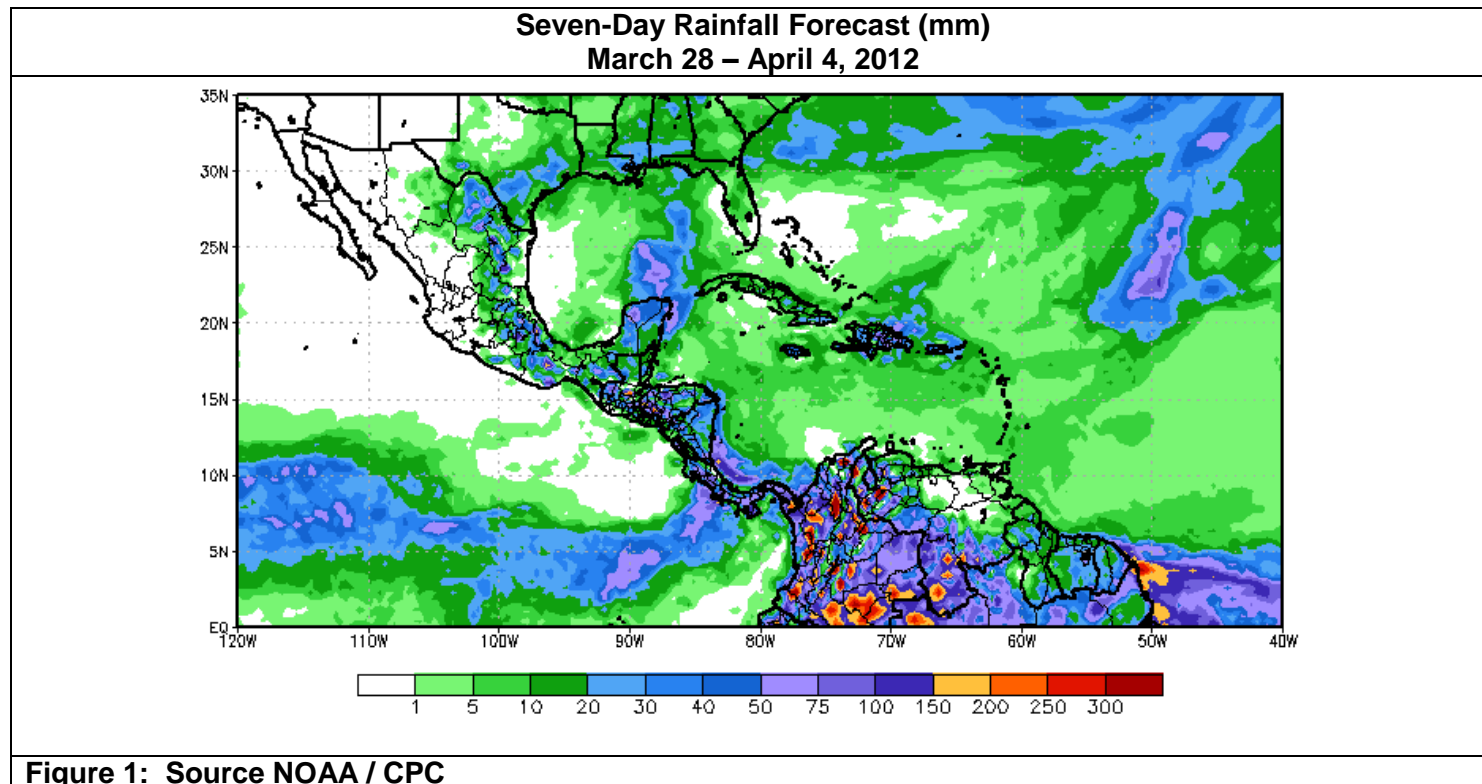 Seven-Day Rainfall Forecast (mm)
March 28 – April 4, 2012
35N
30N
25N
20N
15N
10N
5N
EQ
120W 110W 100W 90W 80W 70W 60W 50W 40W
1 5 10 20 30 40 50 75 100 150 200 250 300
Figure 1: Source NOAA / CPC